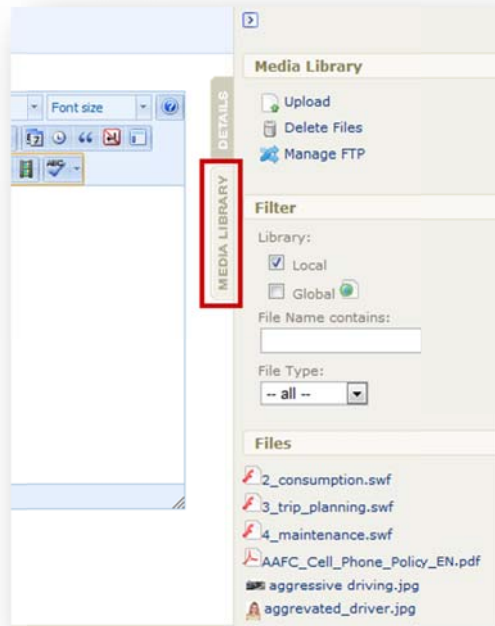 Media Library
Upload
Delete Files
Manage FTP
Font size
DETAILS
MEDIA LIBRARY
Filter
Library:
Local
Global
File Name contains:
File Type:
-- all --
Files
2_consumption.swf
3_trip_planning.swf
4_maintenance.swf
AAFC_Cell_Phone_Policy_EN.pdf
aggressive driving.jpg
aggrevated_driver.jpg